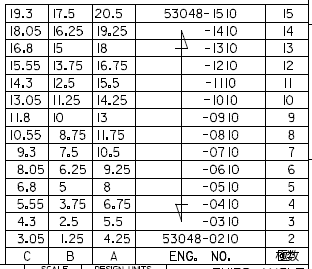 19.3 17.5 20.5 53048-1510 15
18.05 16.25 19.25 -1410 14
16.8 15 18 -1310 13
15.55 13.75 16.75 -1210 12
14.3 12.5 15.5 -1110 11
13.05 11.25 14.25 -1010 10
11.8 10 13 -0910 9
10.55 8.75 11.75 -0810 8
9.3 7.5 10.5 -0710 7
8.05 6.25 9.25 -0610 6
6.8 5 8 -0510 5
5.55 3.75 6.75 -0410 4
4.3 2.5 5.5 -0310 3
3.05 1.25 4.25 53048-0210 2
C B A ENG. NO. 極数
SCALE DESIGN UNITS